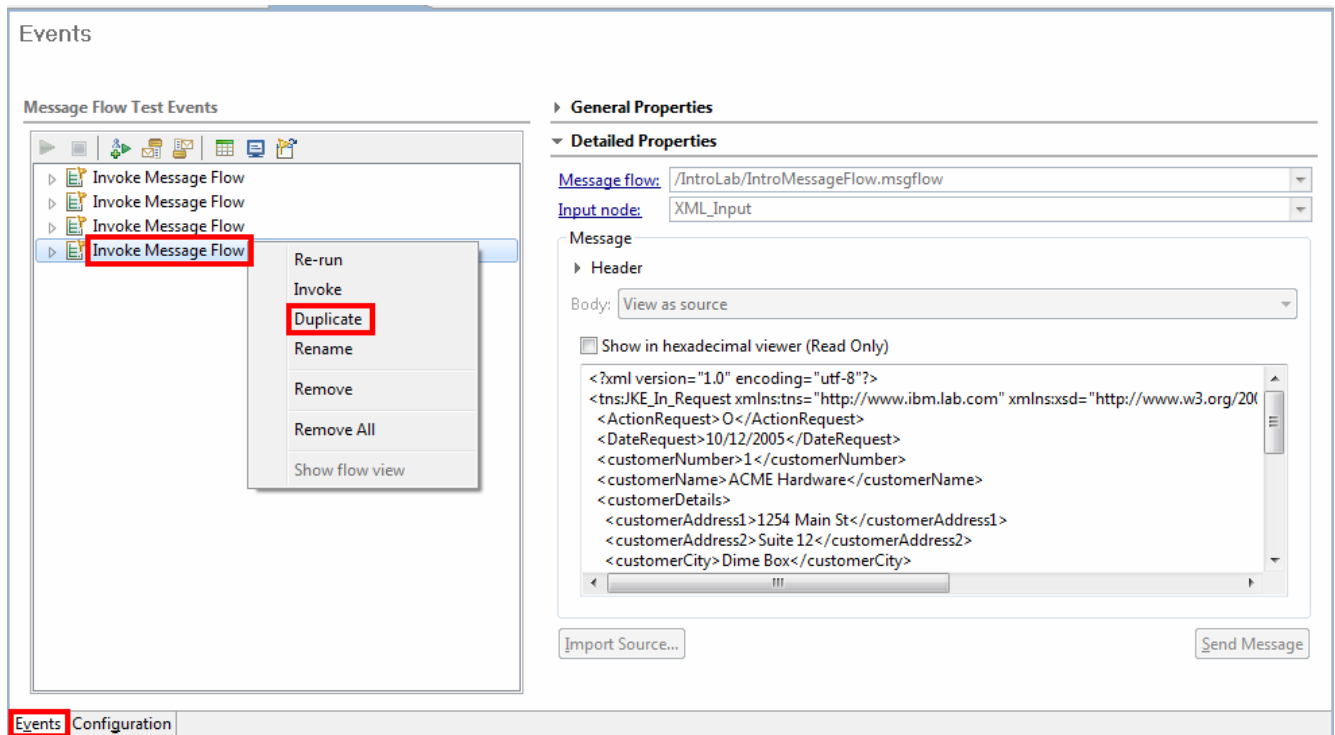 Events
Message Flow Test Events
Invoke Message Flow
Invoke Message Flow
Invoke Message Flow
Invoke Message Flow
Re-run
Invoke
Duplicate
Rename
Remove
Remove All
Show flow view
General Properties
Detailed Properties
Message flow: /IntroLab/IntroMessageFlow.msgflow
Input node: XML_Input
Message
Header
Body: View as source
Show in hexadecimal viewer (Read Only)
<?xml version="1.0" encoding="utf-8"?>
<tns:JKE_In_Request xmlns:tns="http://www.ibm.lab.com" xmlns:xsd="http://www.w3.org/200
<ActionRequest>O</ActionRequest>
<DateRequest>10/12/2005</DateRequest>
<customerNumber>1</customerNumber>
<customerName>ACME Hardware</customerName>
<customerDetails>
<customerAddress1>1254 Main St</customerAddress1>
<customerAddress2>Suite 12</customerAddress2>
<customerCity>Dime Box</customerCity>
Import Source... Send Message
Events Configuration